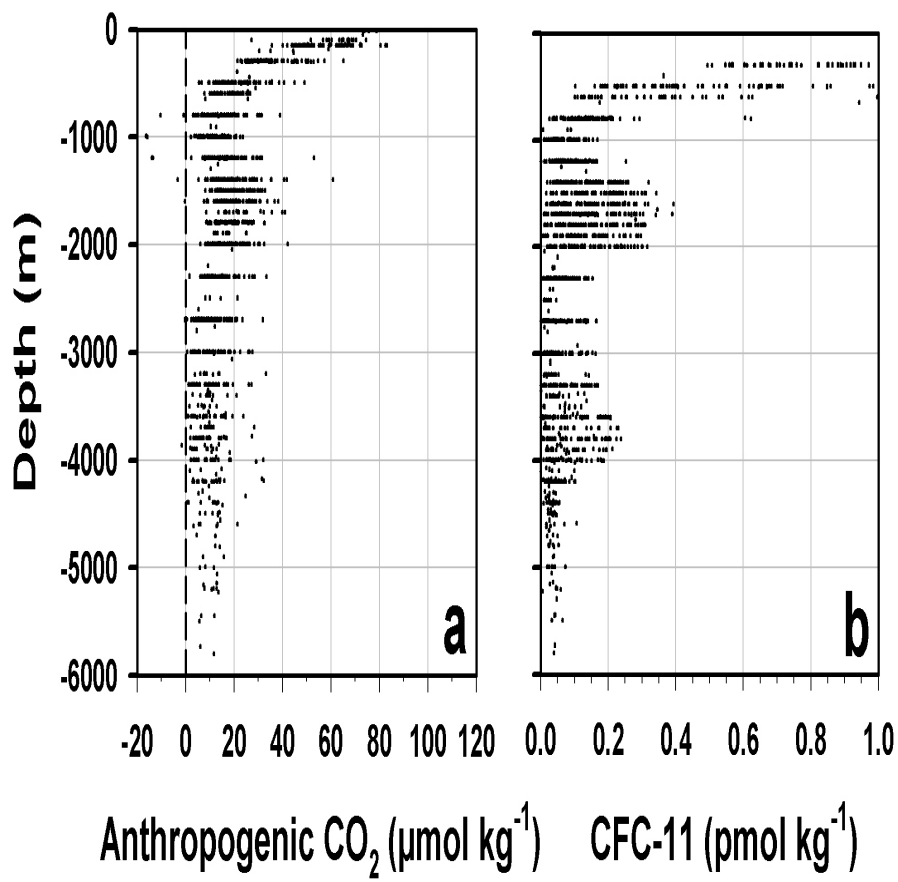 0
-1000
-2000
-3000
-4000
-5000
-6000
Depth (m)
a
b
-20 0 20 40 60 80 100 120
0.0 0.2 0.4 0.6 0.8 1.0
Anthropogenic CO₂ (µmol kg⁻¹)
CFC-11 (pmol kg⁻¹)